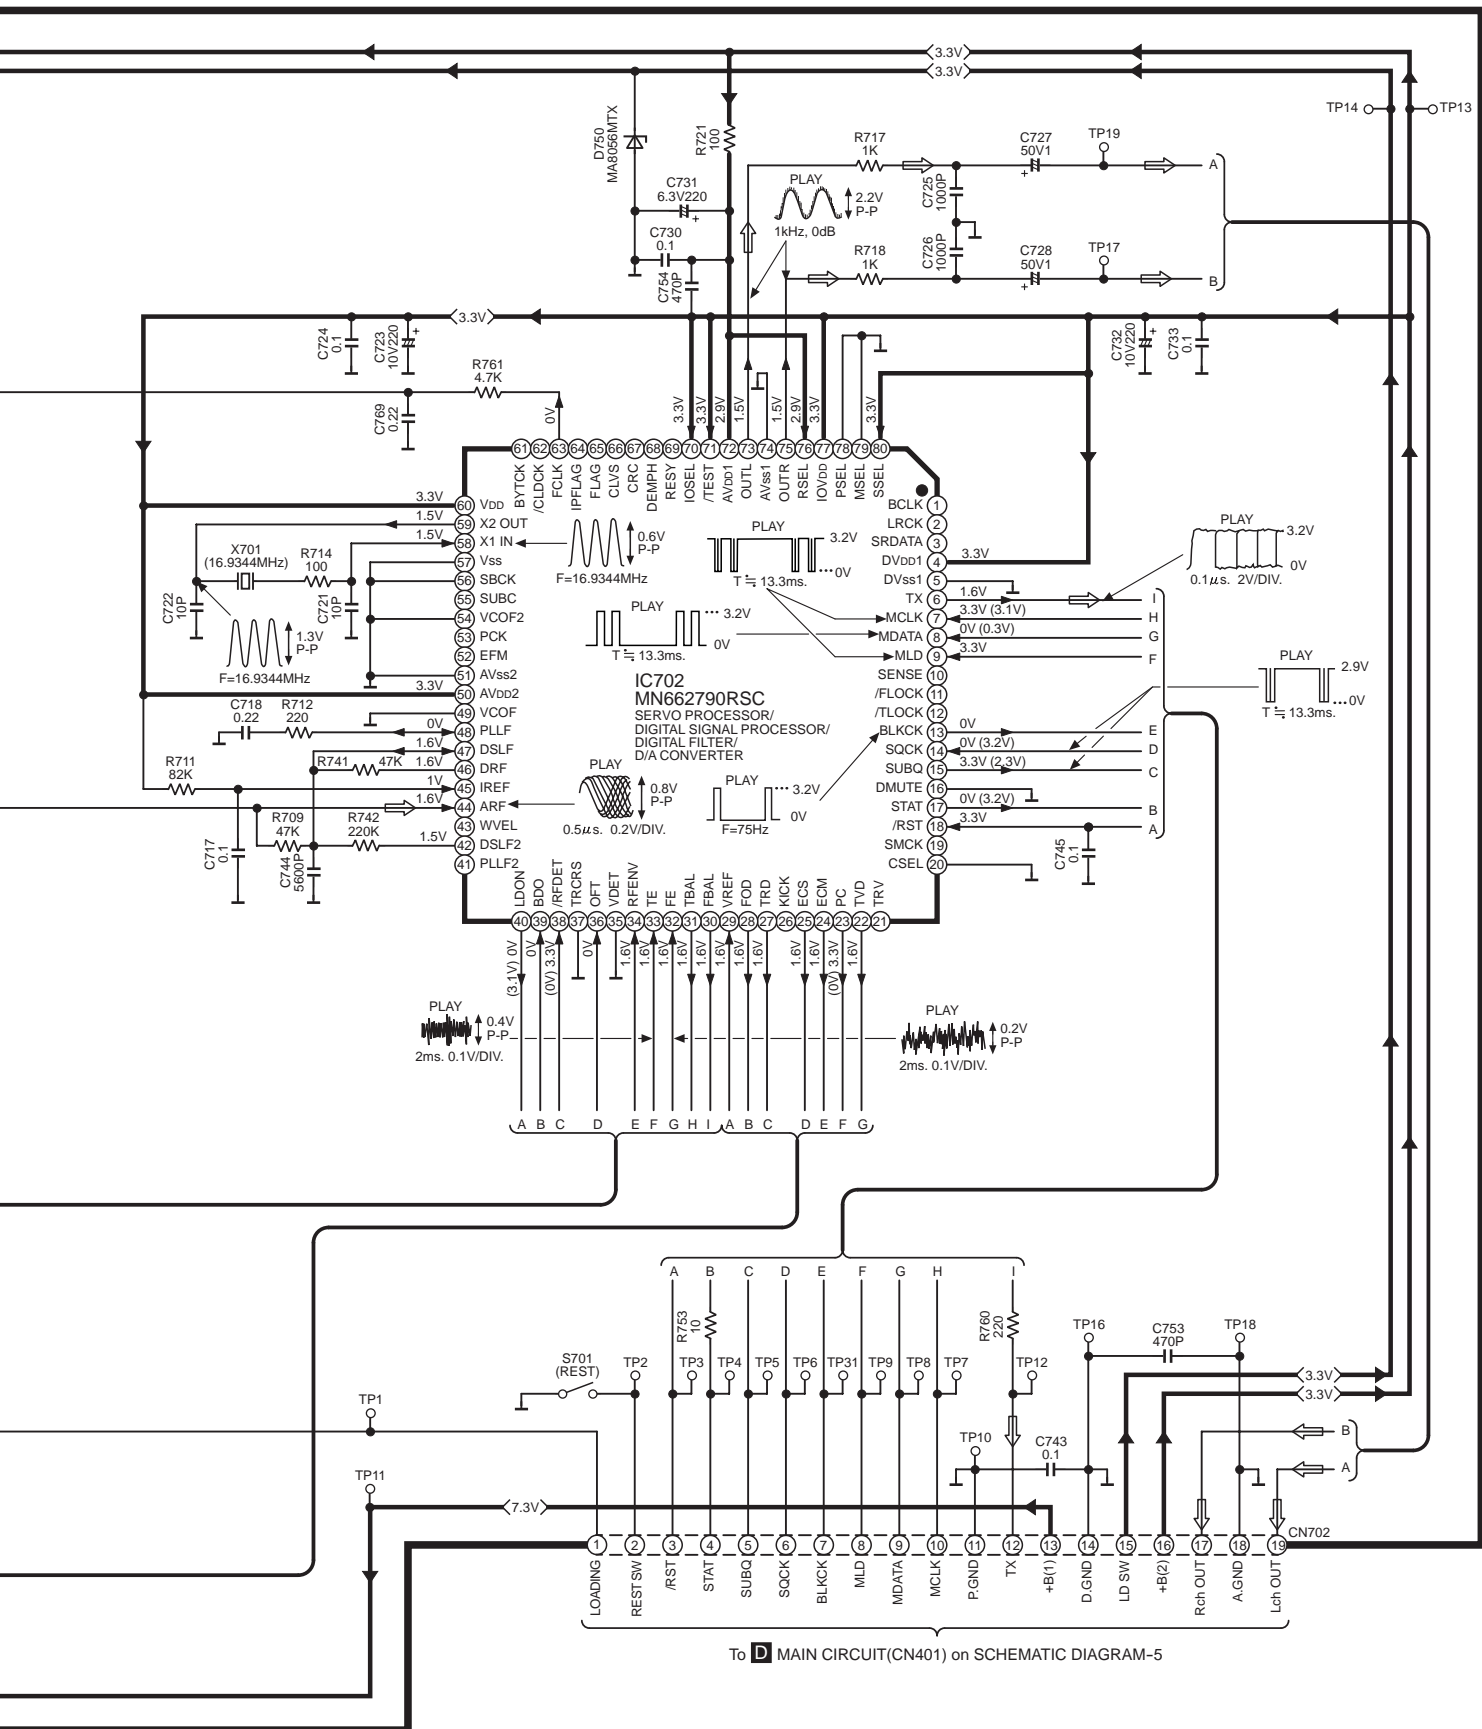 3.3V
3.3V
TP14
TP13
D750
MA8056MTX
R721
100
R717
1K
C727
50V1
+
TP19
A
PLAY
2.2V
P-P
1kHz, 0dB
C725
1000P
C731
6.3V220
+
C730
0.1
C754
470P
R718
1K
C726
1000P
C728
50V1
+
TP17
B
3.3V
C724
0.1
C723
10V220
+
C732
10V220
+
C733
0.1
R761
4.7K
C769
0.22
0V
3.3V
3.3V
2.9V
1.5V
1.5V
2.9V
3.3V
3.3V
61 62 63 64 65 66 67 68 69 70 71 72 73 74 75 76 77 78 79 80
BYTCK
/CLDCK
FCLK
IPFLAG
FLAG
CLVS
CRC
DEMPH
RESY
IOSEL
/TEST
AVDD1
OUTL
AVss1
OUTR
RSEL
IOVDD
PSEL
MSEL
SSEL
3.3V 60 VDD
1.5V 59 X2 OUT
1.5V 58 X1 IN
57 Vss
56 SBCK
55 SUBC
54 VCOF2
53 PCK
52 EFM
51 AVss2
3.3V 50 AVDD2
49 VCOF
0V 48 PLLF
1.6V 47 DSLF
1.6V 46 DRF
1V 45 IREF
1.6V 44 ARF
43 WVEL
1.5V 42 DSLF2
41 PLLF2
X701
(16.9344MHz)
R714
100
C722
10P
C721
10P
1.3V
P-P
F=16.9344MHz
C718
0.22
R712
220
R711
82K
R741
47K
R709
47K
R742
220K
C717
0.1
C744
5600P
0.6V
P-P
F=16.9344MHz
PLAY
3.2V
0V
T ≒ 13.3ms.
PLAY
3.2V
0V
T ≒ 13.3ms.
IC702
MN662790RSC
SERVO PROCESSOR/
DIGITAL SIGNAL PROCESSOR/
DIGITAL FILTER/
D/A CONVERTER
PLAY
0.8V
P-P
0.5μs. 0.2V/DIV.
PLAY
3.2V
0V
F=75Hz
BCLK 1
LRCK 2
SRDATA 3
DVDD1 4 3.3V
DVss1 5
TX 6 1.6V I
MCLK 7 3.3V (3.1V) H
MDATA 8 0V (0.3V) G
MLD 9 3.3V F
SENSE 10
/FLOCK 11
/TLOCK 12
BLKCK 13 0V E
SQCK 14 0V (3.2V) D
SUBQ 15 3.3V (2.3V) C
DMUTE 16
STAT 17 0V (3.2V) B
/RST 18 3.3V A
SMCK 19
CSEL 20
C745
0.1
PLAY
3.2V
0V
0.1μs. 2V/DIV.
PLAY
2.9V
0V
T ≒ 13.3ms.
LDON
BDO
/RFDET
TRCRS
OFT
VDET
RFENV
TE
FE
TBAL
FBAL
VREF
FOD
TRD
KICK
ECS
ECM
PC
TVD
TRV
40 39 38 37 36 35 34 33 32 31 30 29 28 27 26 25 24 23 22 21
(3.1V) 0V
0V
(0V) 3.3V
0V
1.6V
1.6V
1.6V
1.6V
1.6V
1.6V
1.6V
1.6V
1.6V
1.6V
(0V) 3.3V
1.6V
PLAY
0.4V
P-P
2ms. 0.1V/DIV.
PLAY
0.2V
P-P
2ms. 0.1V/DIV.
A B C D E F G H I A B C D E F G
A B C D E F G H I
R753
10
R760
220
TP16
C753
470P
TP18
S701
(REST)
TP2
TP3
TP4
TP5
TP6
TP31
TP9
TP8
TP7
TP12
3.3V
3.3V
TP1
TP10
C743
0.1
B
A
TP11
7.3V
CN702
1 2 3 4 5 6 7 8 9 10 11 12 13 14 15 16 17 18 19
LOADING
REST SW
/RST
STAT
SUBQ
SQCK
BLKCK
MLD
MDATA
MCLK
P.GND
TX
+B(1)
D.GND
LD SW
+B(2)
Rch OUT
A.GND
Lch OUT
To D MAIN CIRCUIT(CN401) on SCHEMATIC DIAGRAM-5